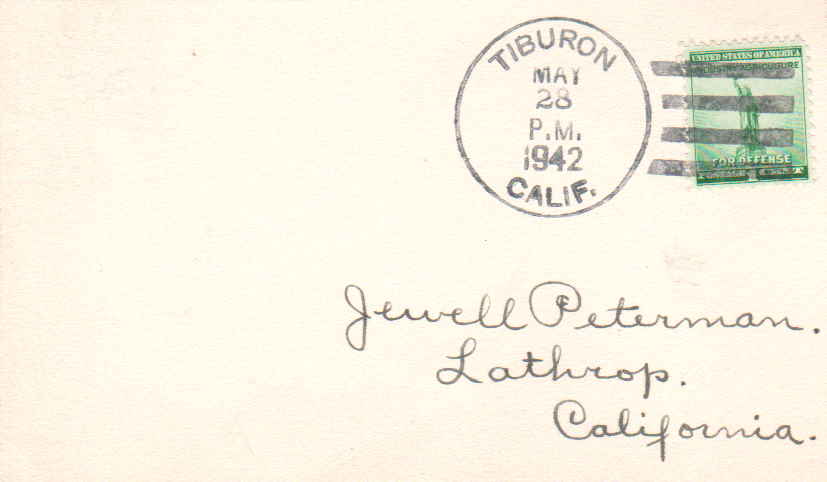 TIBURON
MAY
28
P.M.
1942
CALIF.
UNITED STATES OF AMERICA
FOR DEFENSE
Jewell Peterman.
Lathrop.
California.